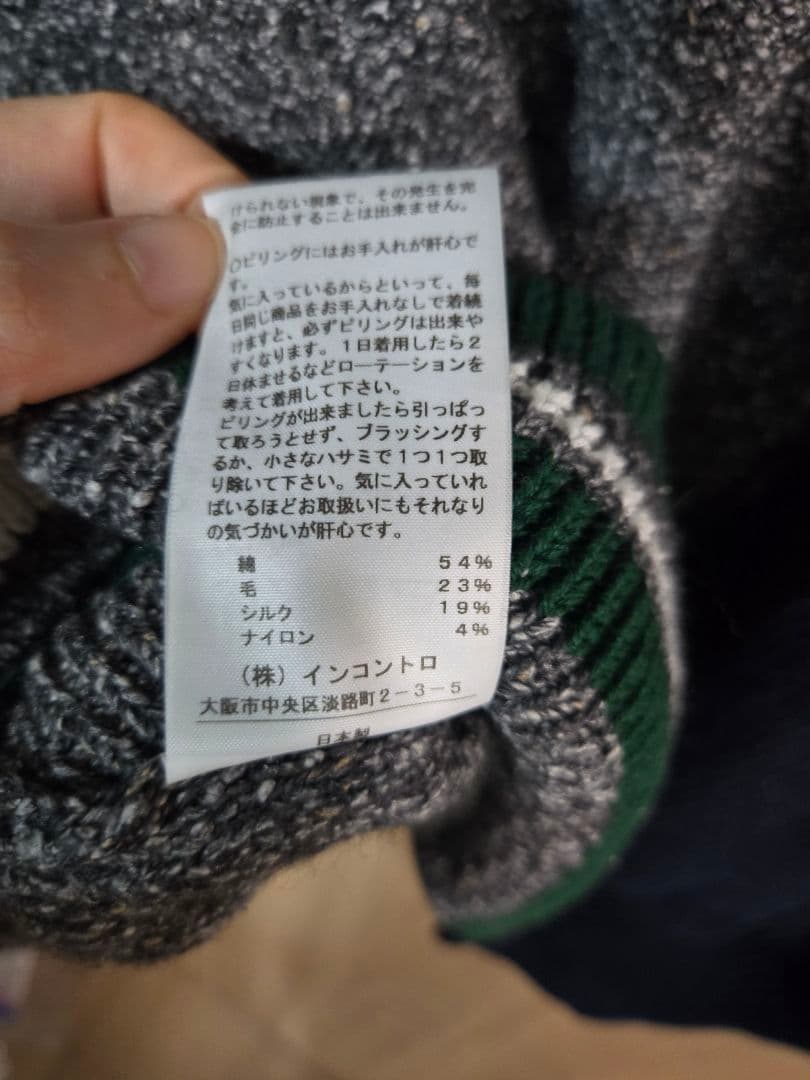 けられない現象で、その発生を完
全に防止することは出来ません。
○ピリングにはお手入れが肝心で
す。
気に入っているからといって、毎
日同じ商品をお手入れなしで着続
けますと、必ずピリングは出来や
すくなります。1日着用したら2
日休ませるなどローテーションを
考えて着用して下さい。
ピリングが出来ましたら引っぱっ
て取ろうとせず、ブラッシングす
るか、小さなハサミで1つ1つ取
り除いて下さい。気に入っていれ
ばいるほどお取扱いにもそれなり
の気づかいが肝心です。
綿 54%
毛 23%
シルク 19%
ナイロン 4%
(株)インコントロ
大阪市中央区淡路町2-3-5
日本製